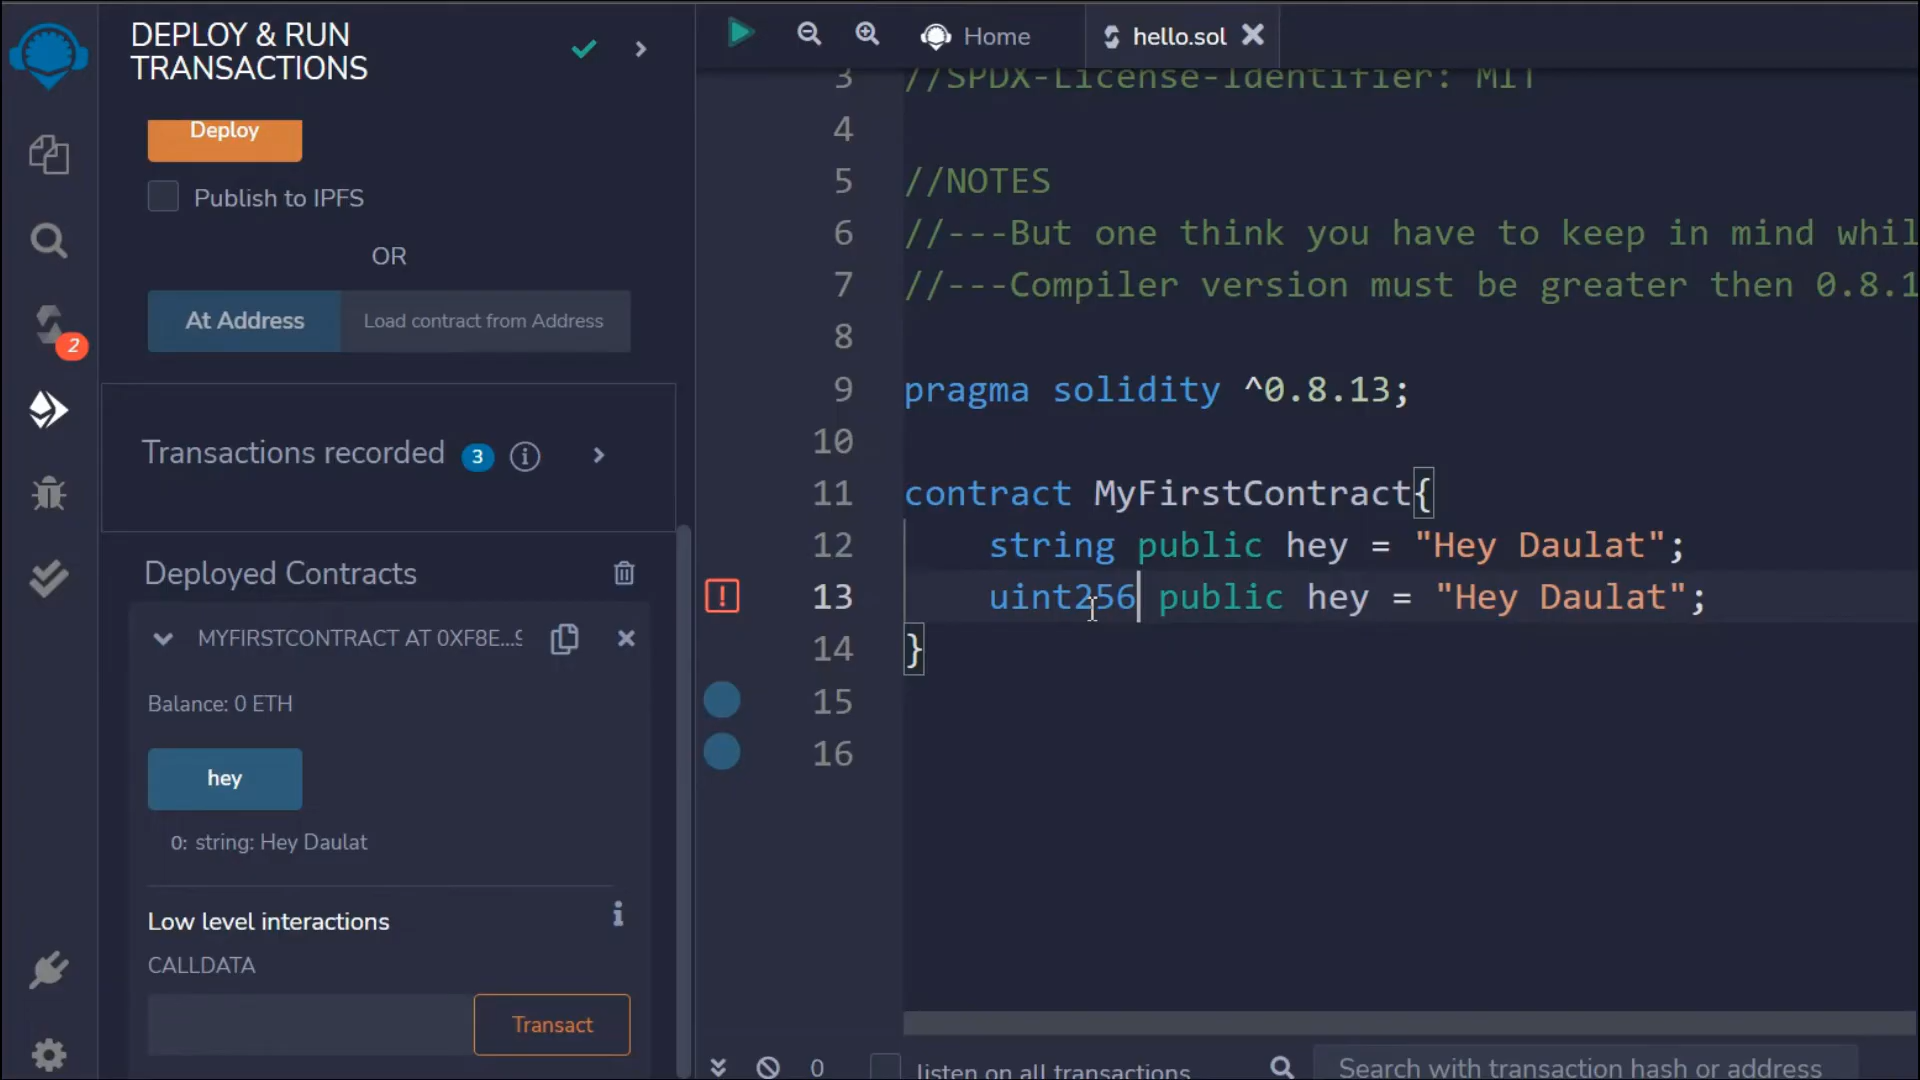 DEPLOY & RUN
TRANSACTIONS
Deploy
Publish to IPFS
OR
At Address
Load contract from Address
Transactions recorded 3
Deployed Contracts
MYFIRSTCONTRACT AT 0XF8E...9
Balance: 0 ETH
hey
0: string: Hey Daulat
Low level interactions
CALLDATA
Transact
2
Home
hello.sol
3 //SPDX-License-Identifier: MIT
4
5 //NOTES
6 //---But one think you have to keep in mind whil
7 //---Compiler version must be greater then 0.8.1
8
9 pragma solidity ^0.8.13;
10
11 contract MyFirstContract{
12 string public hey = "Hey Daulat";
13 uint256 public hey = "Hey Daulat";
14 }
15
16
0
listen on all transactions
Search with transaction hash or address